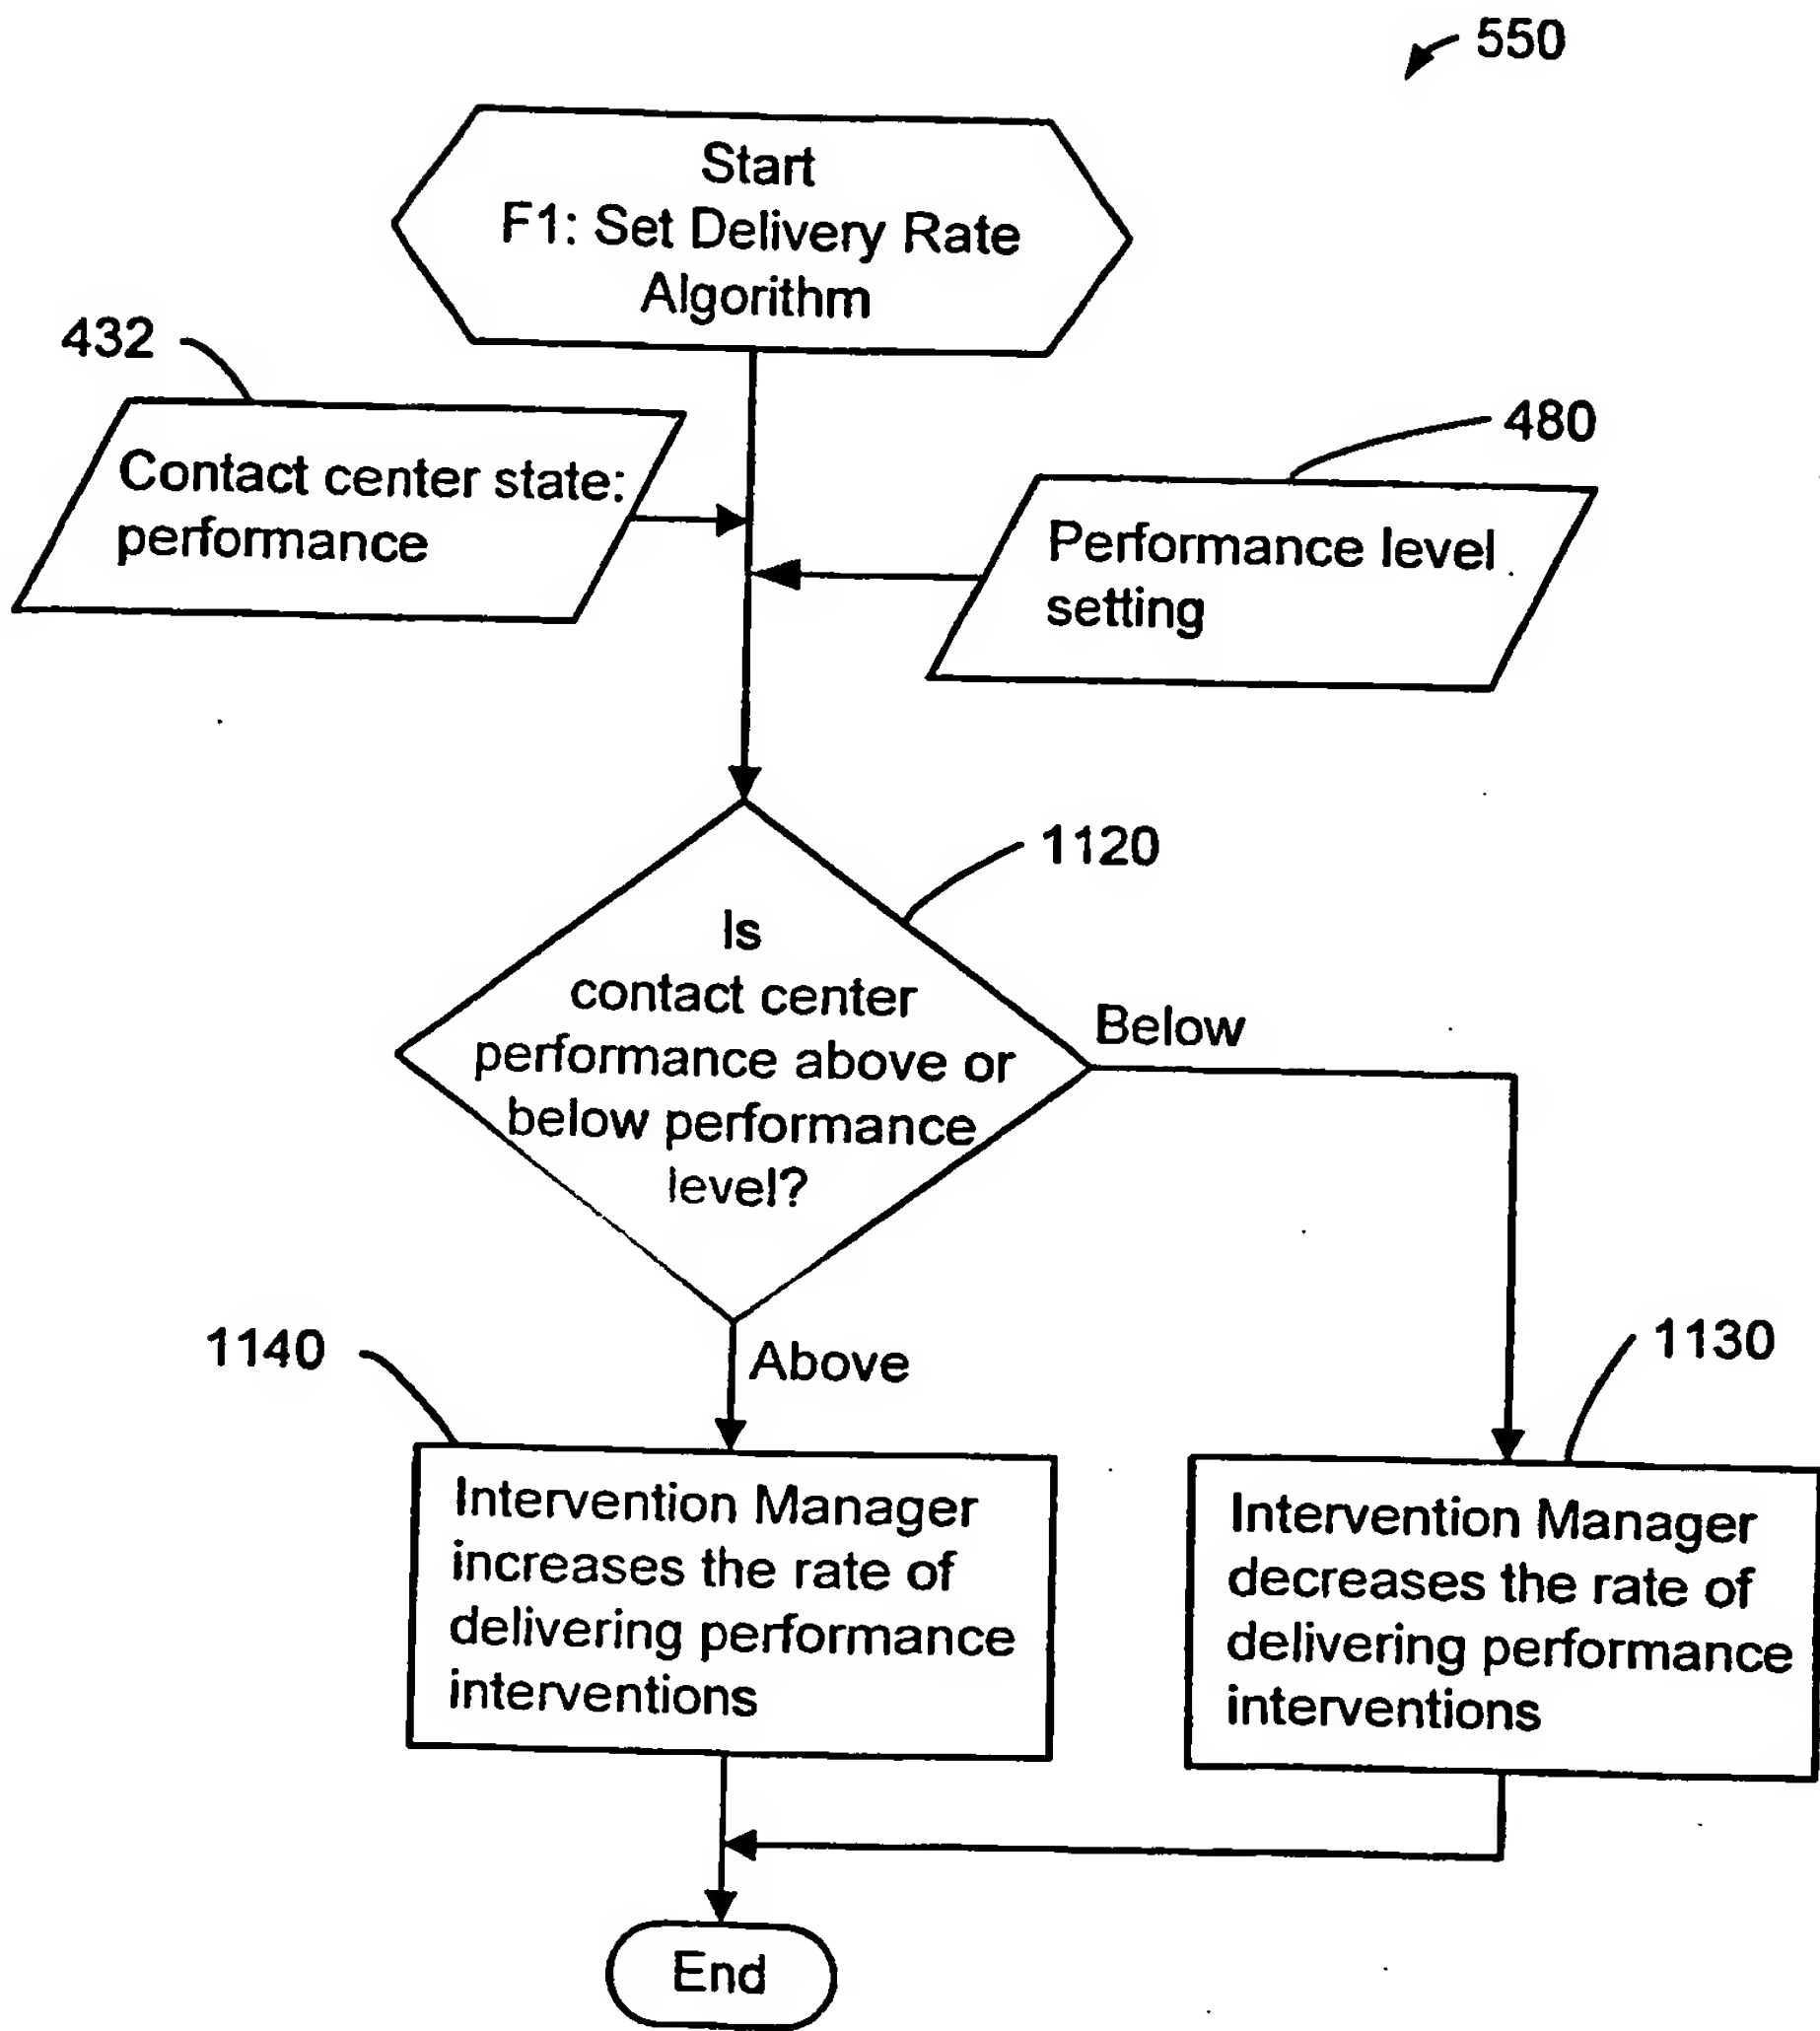 550
Start
F1: Set Delivery Rate
Algorithm
432
Contact center state:
performance
480
Performance level
setting
1120
Is
contact center
performance above or
below performance
level?
Below
Above
1140
Intervention Manager
increases the rate of
delivering performance
interventions
1130
Intervention Manager
decreases the rate of
delivering performance
interventions
End